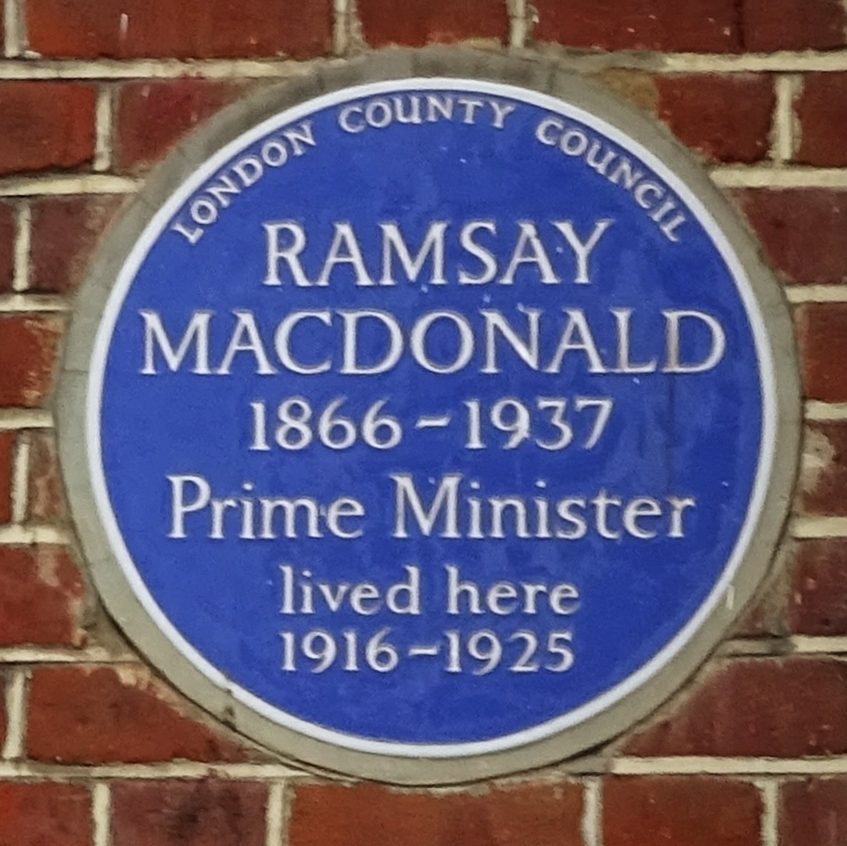 LONDON COUNTY COUNCIL
RAMSAY
MACDONALD
1866-1937
Prime Minister
lived here
1916-1925